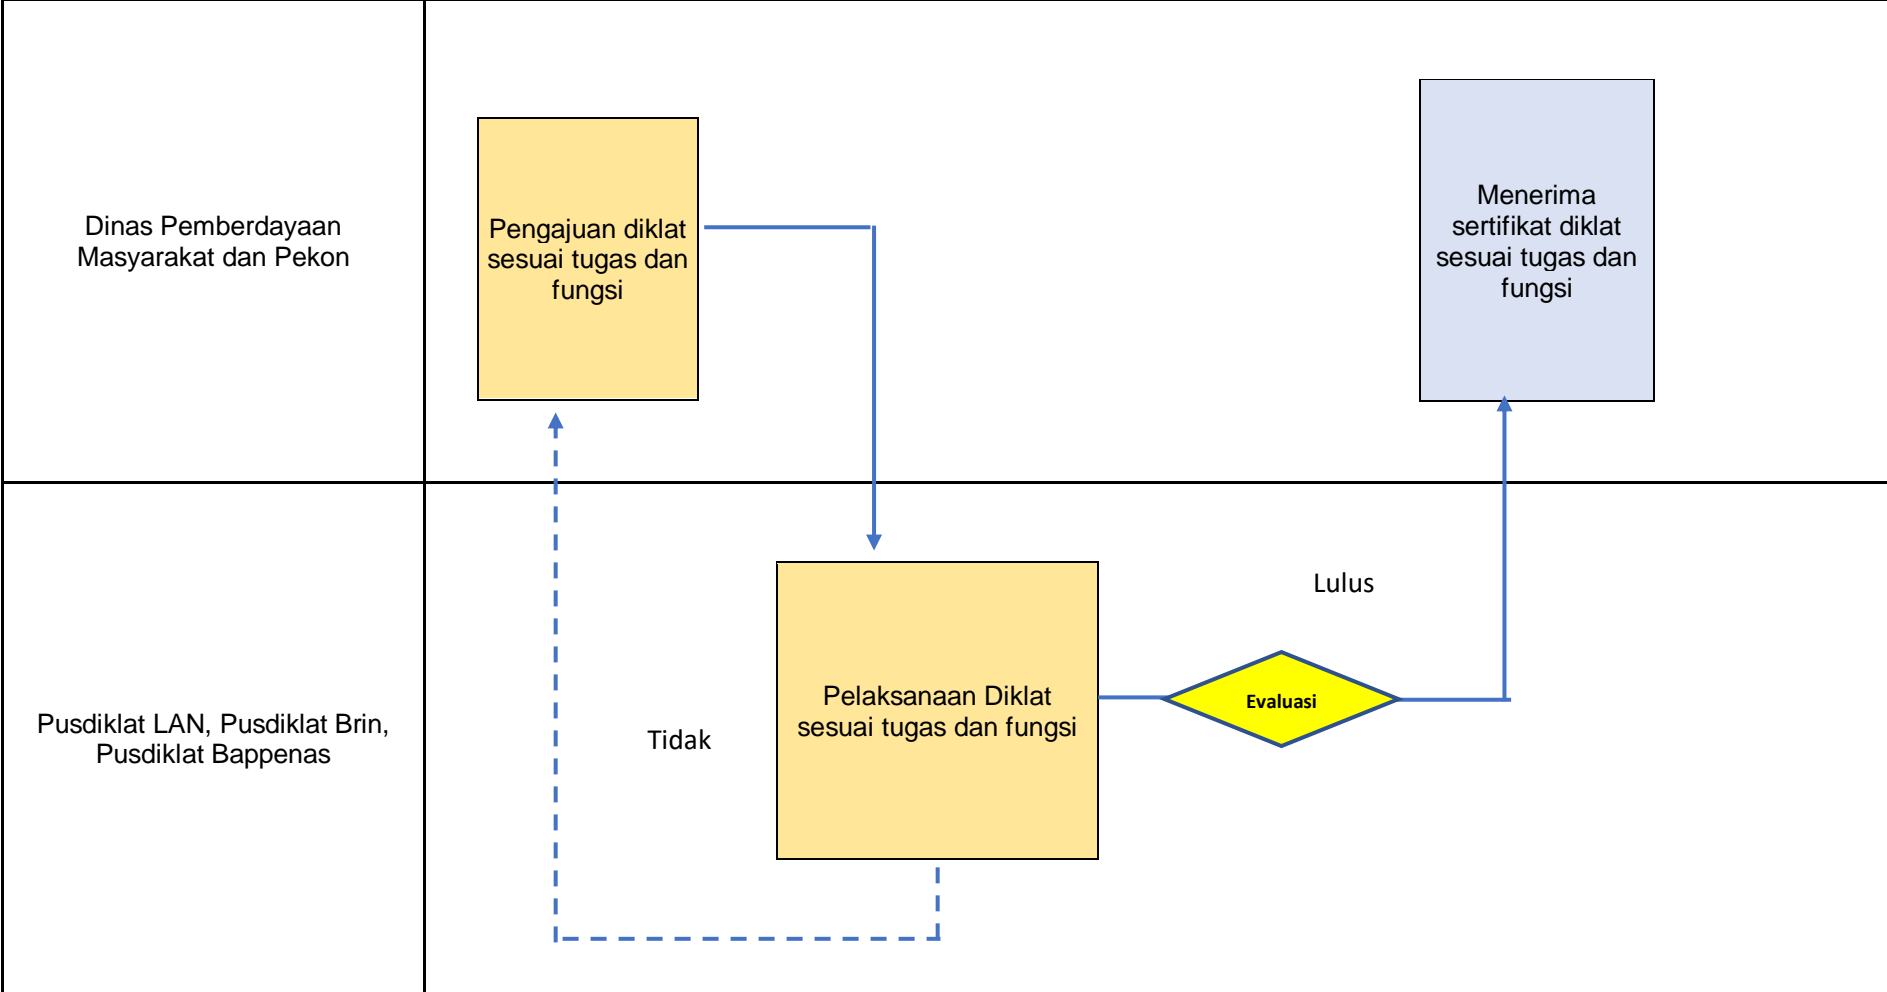 Dinas Pemberdayaan
Masyarakat dan Pekon
Pengajuan diklat
sesuai tugas dan
fungsi
Menerima
sertifikat diklat
sesuai tugas dan
fungsi
Pusdiklat LAN, Pusdiklat Brin,
Pusdiklat Bappenas
Tidak
Pelaksanaan Diklat
sesuai tugas dan fungsi
Evaluasi
Lulus